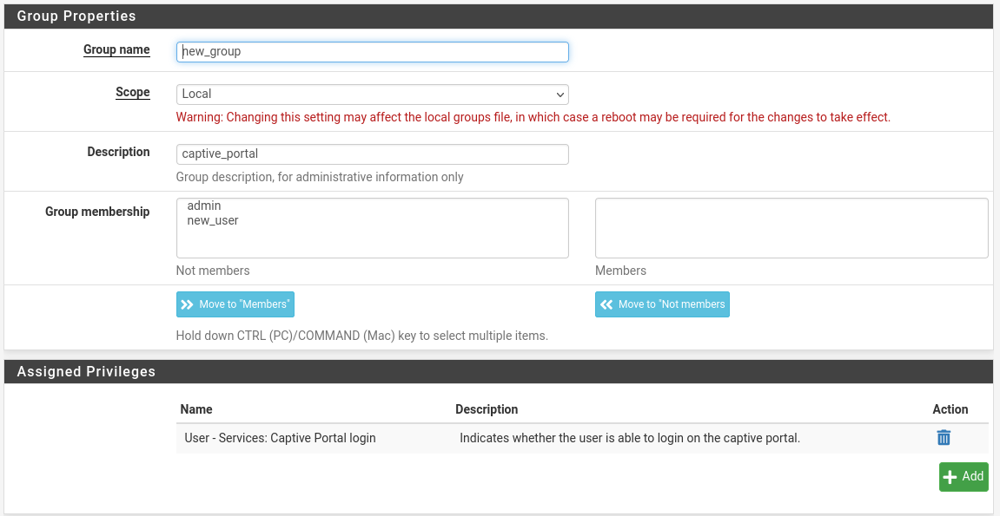 Group Properties
Group name
new_group
Scope
Local
Warning: Changing this setting may affect the local groups file, in which case a reboot may be required for the changes to take effect.
Description
captive_portal
Group description, for administrative information only
Group membership
admin
new_user
Not members
Members
Move to "Members"
Move to "Not members
Hold down CTRL (PC)/COMMAND (Mac) key to select multiple items.
Assigned Privileges
Name Description Action
User - Services: Captive Portal login Indicates whether the user is able to login on the captive portal.
Add